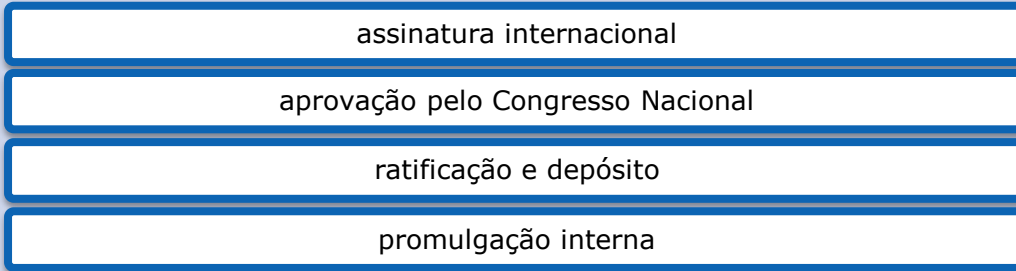 assinatura internacional
aprovação pelo Congresso Nacional
ratificação e depósito
promulgação interna